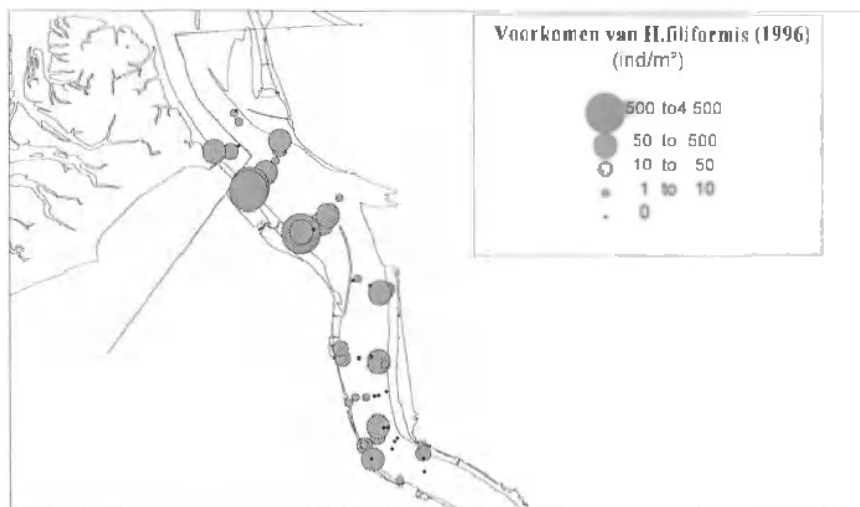 Voorkomen van H.filiformis (1996)
(ind/m²)
500 to4 500
50 to 500
10 to 50
1 to 10
0